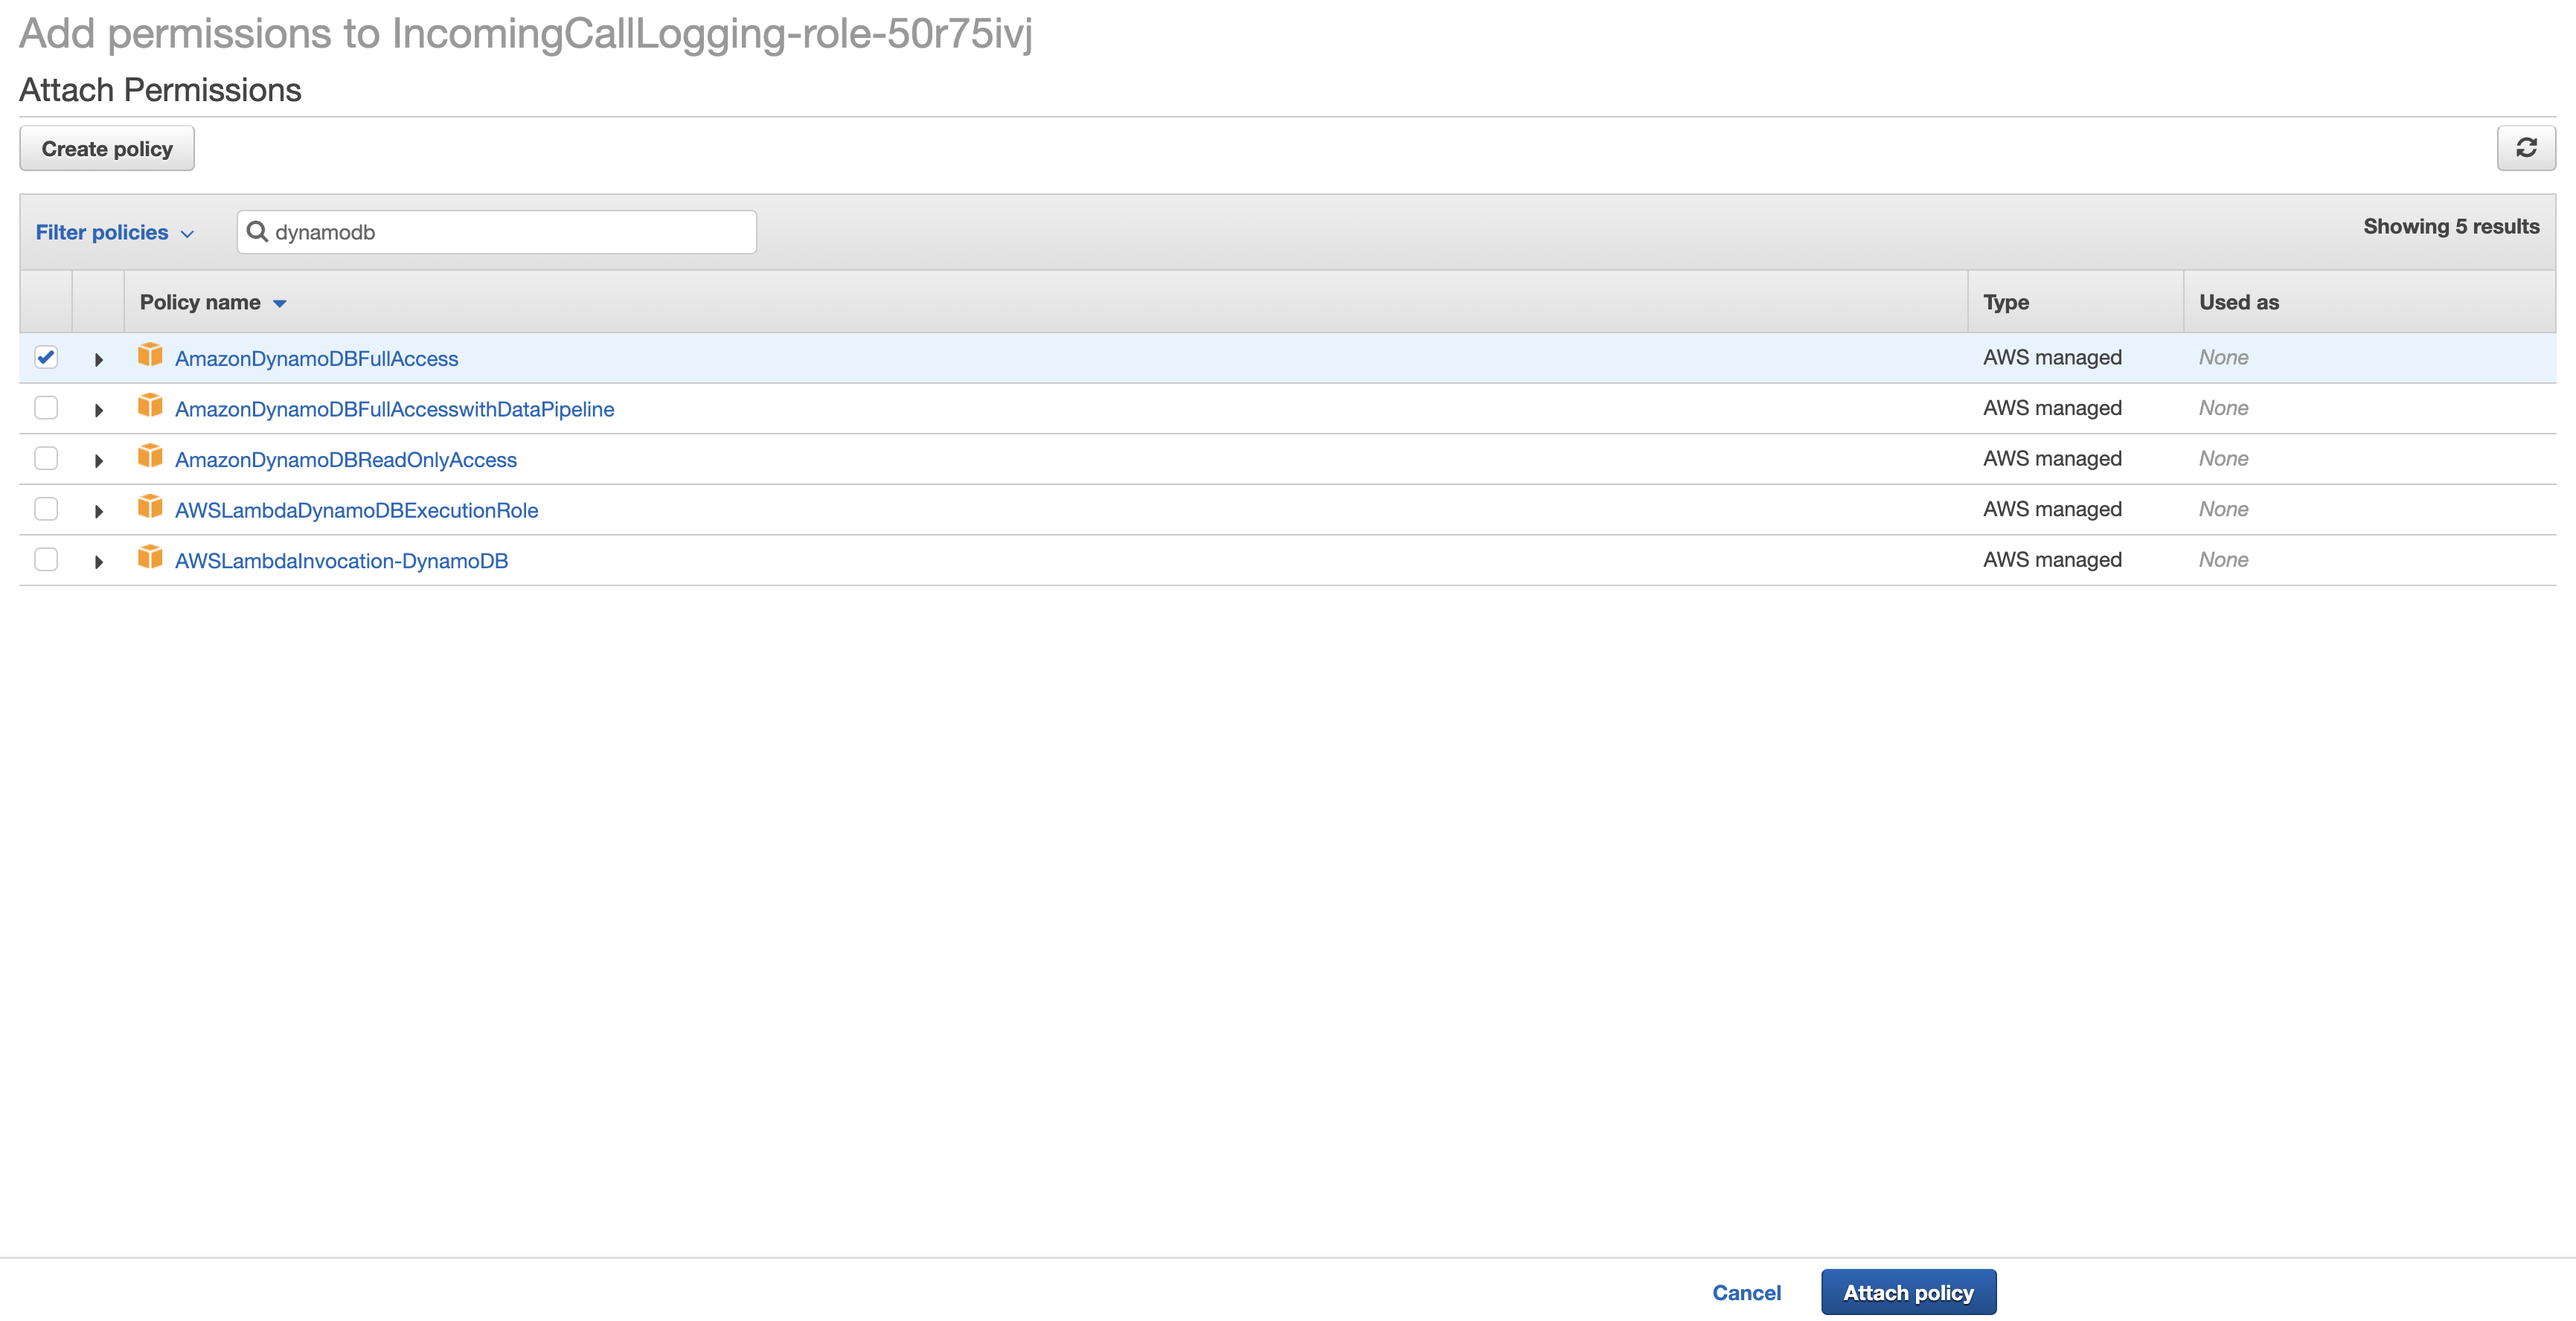 Add permissions to IncomingCallLogging-role-50r75ivj
Attach Permissions
Create policy
Filter policies dynamodb Showing 5 results
Policy name Type Used as
AmazonDynamoDBFullAccess AWS managed None
AmazonDynamoDBFullAccesswithDataPipeline AWS managed None
AmazonDynamoDBReadOnlyAccess AWS managed None
AWSLambdaDynamoDBExecutionRole AWS managed None
AWSLambdaInvocation-DynamoDB AWS managed None
Cancel Attach policy